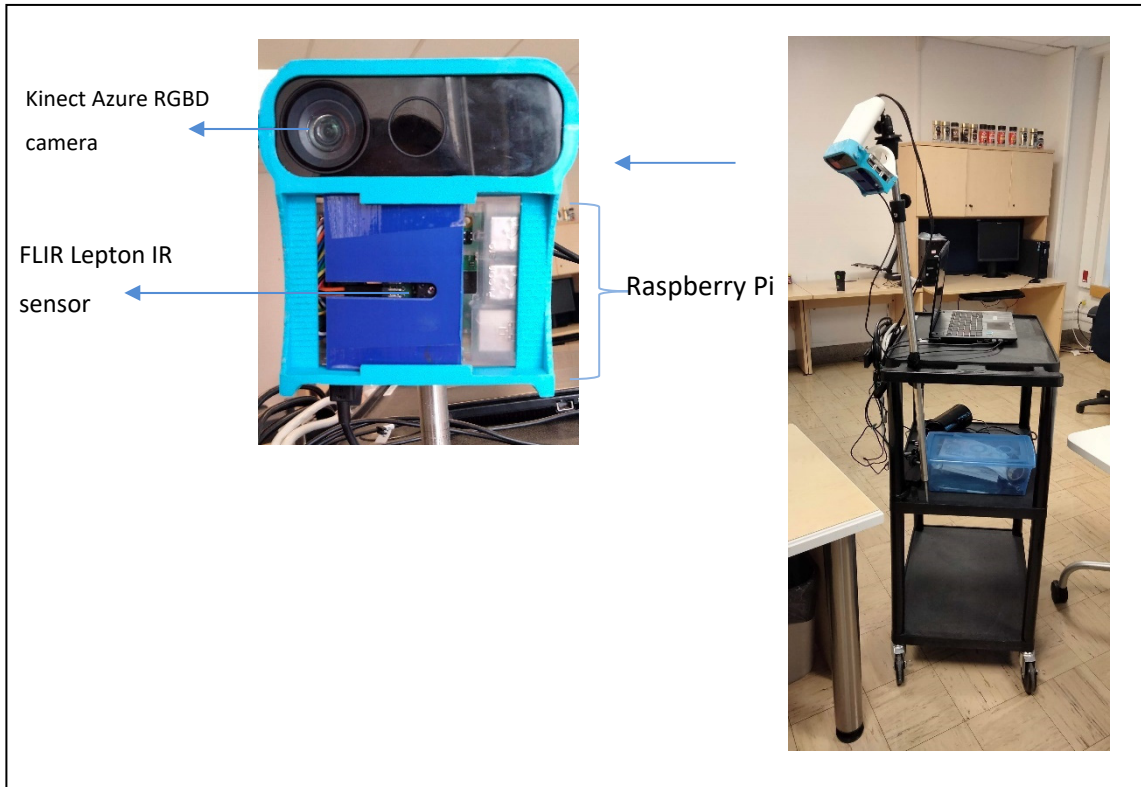 Kinect Azure RGBD
camera
FLIR Lepton IR
sensor
Raspberry Pi